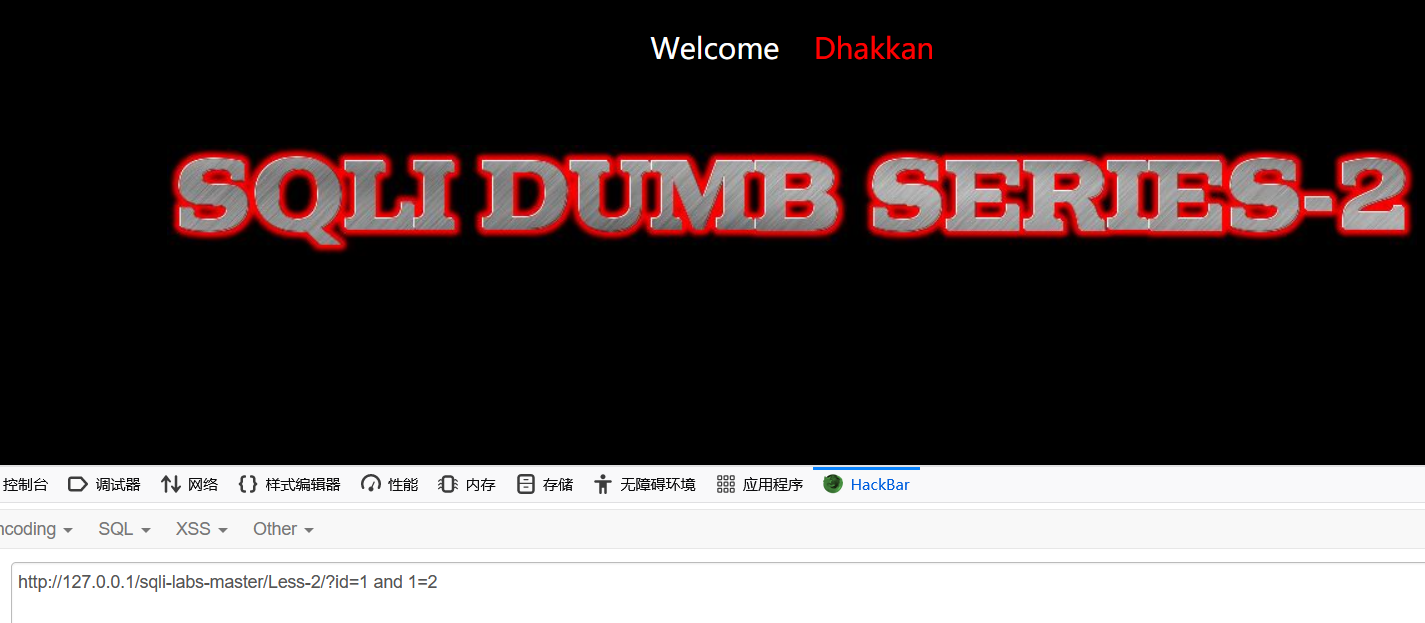 Welcome Dhakkan
SQLI DUMB SERIES-2
控制台 调试器 网络 样式编辑器 性能 内存 存储 无障碍环境 应用程序 HackBar
ncoding SQL XSS Other
http://127.0.0.1/sqli-labs-master/Less-2/?id=1 and 1=2